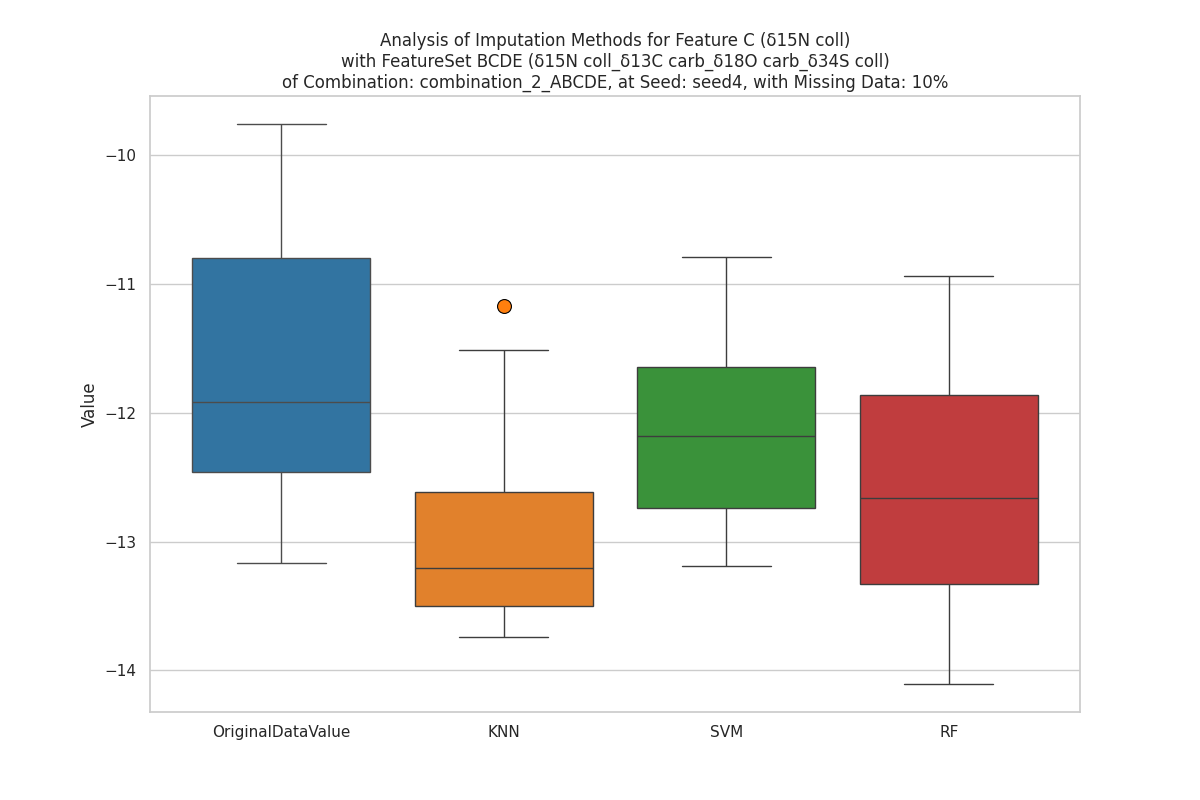 Analysis of Imputation Methods for Feature C (δ15N coll)
with FeatureSet BCDE (δ15N coll_δ13C carb_δ18O carb_δ34S coll)
of Combination: combination_2_ABCDE, at Seed: seed4, with Missing Data: 10%
−10
−11
−12
−13
−14
Value
OriginalDataValue
KNN
SVM
RF